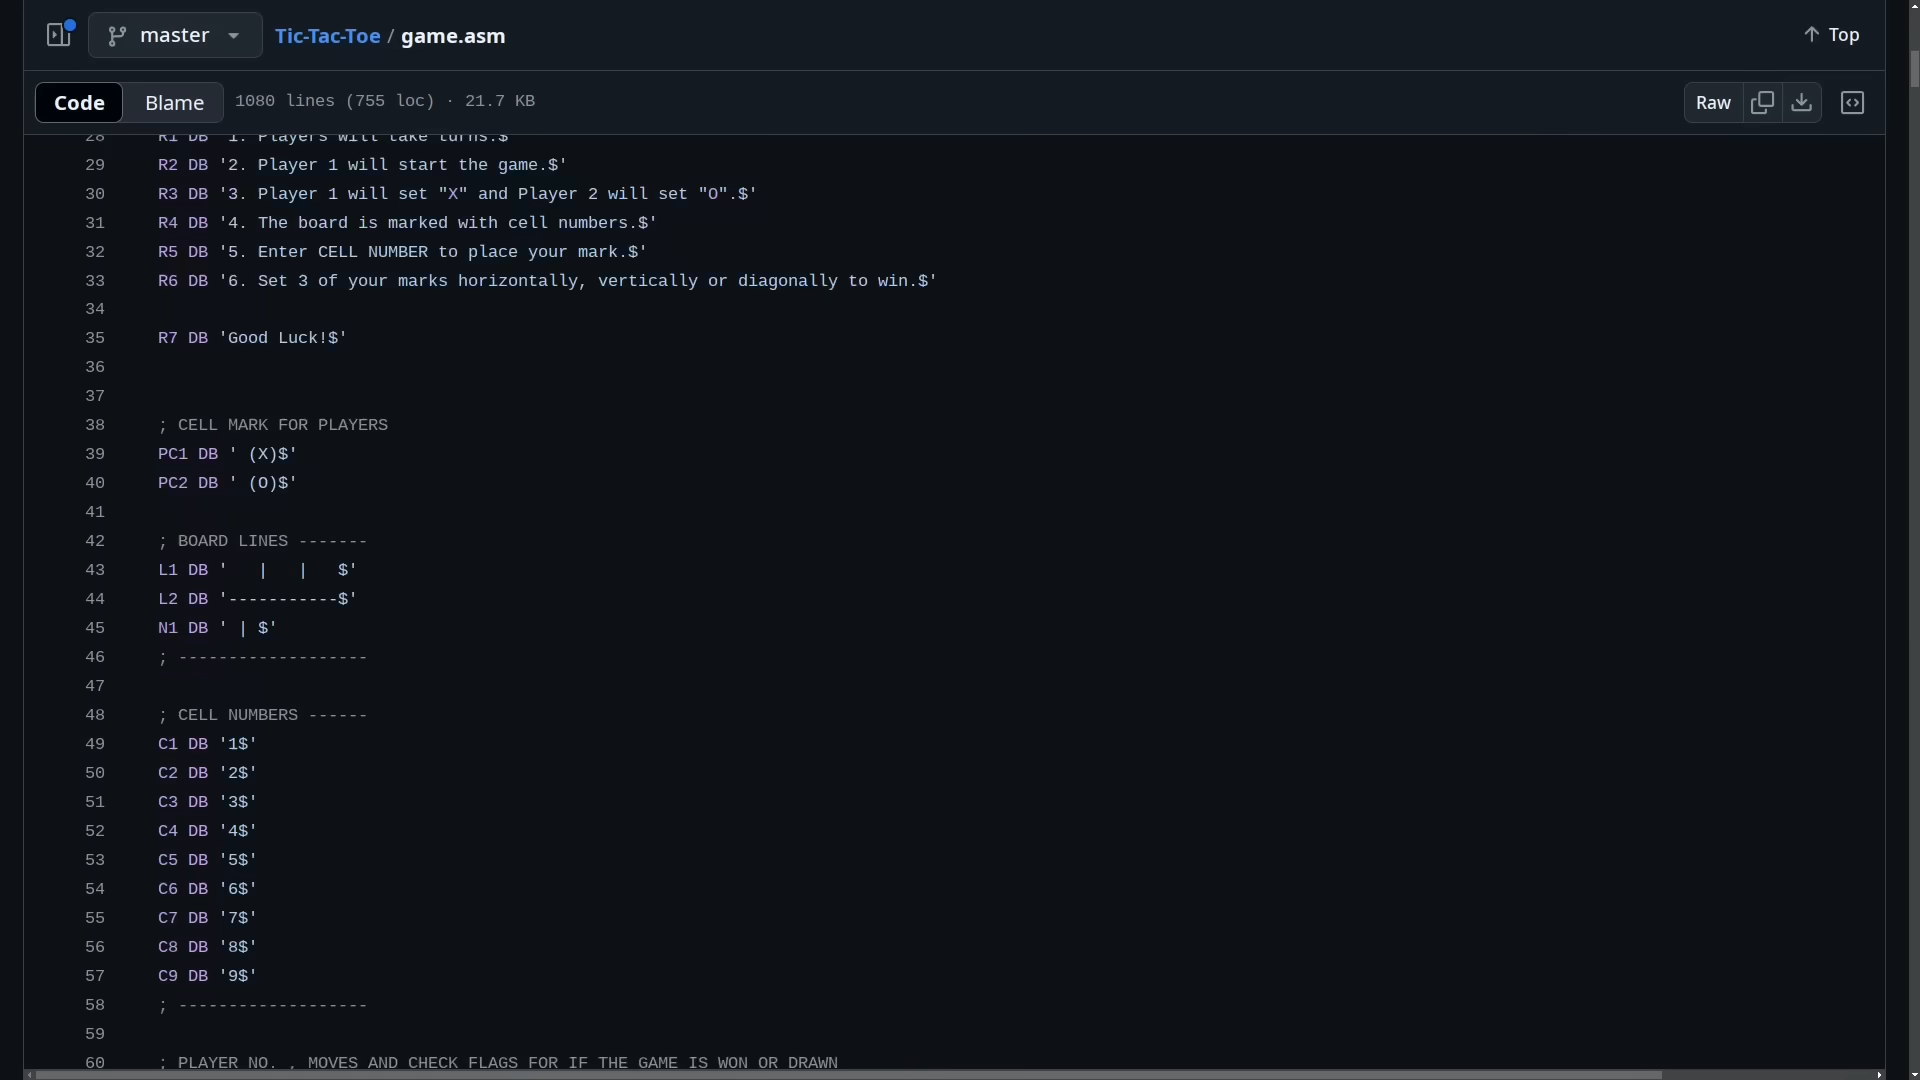 master
Tic-Tac-Toe / game.asm
Top
Code
Blame
1080 lines (755 loc) · 21.7 KB
Raw
28 R1 DB '1. Players will take turns.$'
29 R2 DB '2. Player 1 will start the game.$'
30 R3 DB '3. Player 1 will set "X" and Player 2 will set "O".$'
31 R4 DB '4. The board is marked with cell numbers.$'
32 R5 DB '5. Enter CELL NUMBER to place your mark.$'
33 R6 DB '6. Set 3 of your marks horizontally, vertically or diagonally to win.$'
34
35 R7 DB 'Good Luck!$'
36
37
38 ; CELL MARK FOR PLAYERS
39 PC1 DB ' (X)$'
40 PC2 DB ' (O)$'
41
42 ; BOARD LINES -------
43 L1 DB '   |   |   $'
44 L2 DB '-----------$'
45 N1 DB ' | $'
46 ; -------------------
47
48 ; CELL NUMBERS ------
49 C1 DB '1$'
50 C2 DB '2$'
51 C3 DB '3$'
52 C4 DB '4$'
53 C5 DB '5$'
54 C6 DB '6$'
55 C7 DB '7$'
56 C8 DB '8$'
57 C9 DB '9$'
58 ; -------------------
59
60 ; PLAYER NO. , MOVES AND CHECK FLAGS FOR IF THE GAME IS WON OR DRAWN